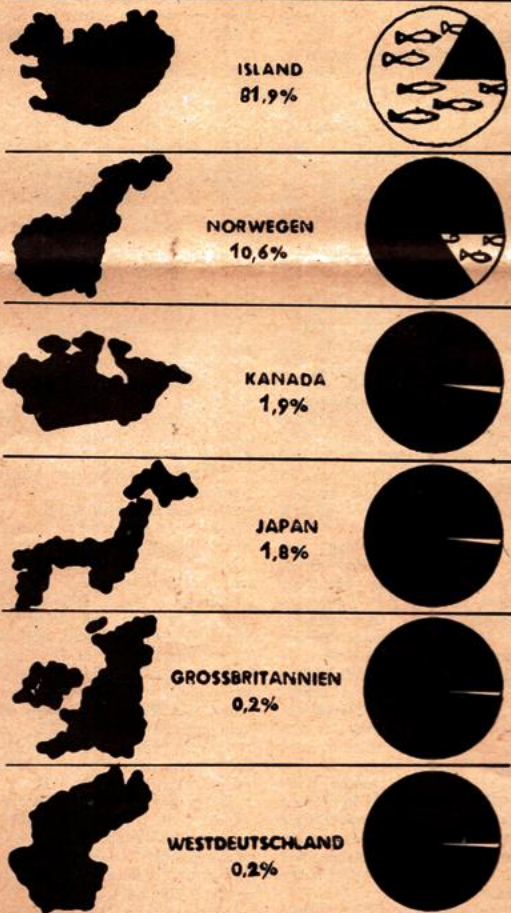 ISLAND
81,9%
NORWEGEN
10,6%
KANADA
1,9%
JAPAN
1,8%
GROSSBRITANNIEN
0,2%
WESTDEUTSCHLAND
0,2%